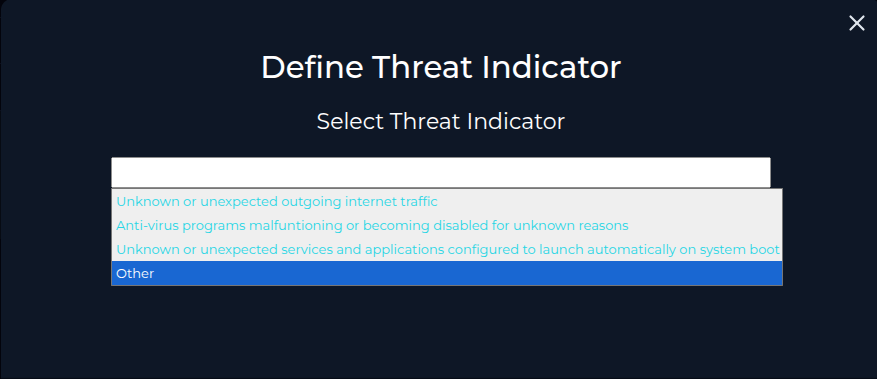 Define Threat Indicator
Select Threat Indicator
Unknown or unexpected outgoing internet traffic
Anti-virus programs malfuntioning or becoming disabled for unknown reasons
Unknown or unexpected services and applications configured to launch automatically on system boot
Other